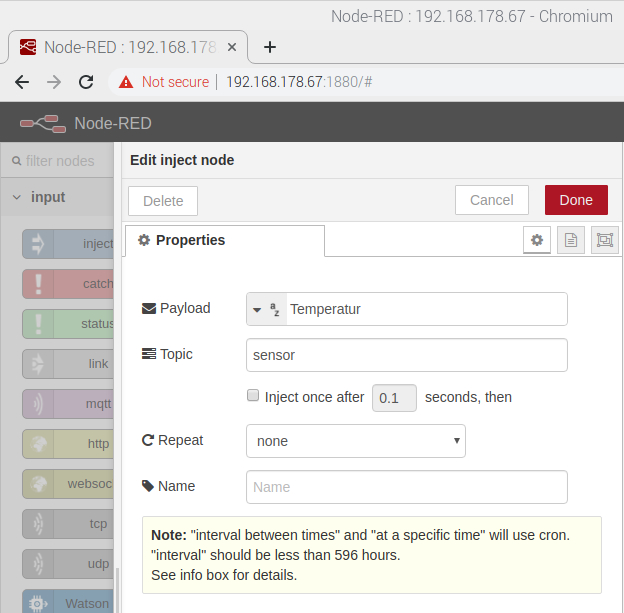 Node-RED : 192.168.178.67 - Chromium
Node-RED : 192.168.178
Not secure 192.168.178.67:1880/#
Node-RED
filter nodes
input
inject
catch
status
link
mqtt
http
websoc
tcp
udp
Watson
Edit inject node
Delete
Cancel
Done
Properties
Payload
az
Temperatur
Topic
sensor
Inject once after 0.1 seconds, then
Repeat
none
Name
Name
Note: "interval between times" and "at a specific time" will use cron.
"interval" should be less than 596 hours.
See info box for details.